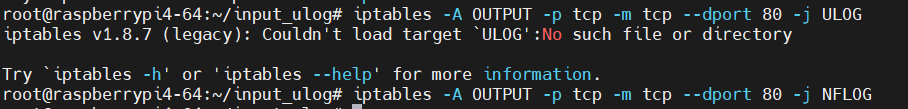 root@raspberrypi4-64:~/input_ulog# iptables -A OUTPUT -p tcp -m tcp --dport 80 -j ULOG
iptables v1.8.7 (legacy): Couldn't load target `ULOG':No such file or directory
Try `iptables -h' or 'iptables --help' for more information.
root@raspberrypi4-64:~/input_ulog# iptables -A OUTPUT -p tcp -m tcp --dport 80 -j NFLOG